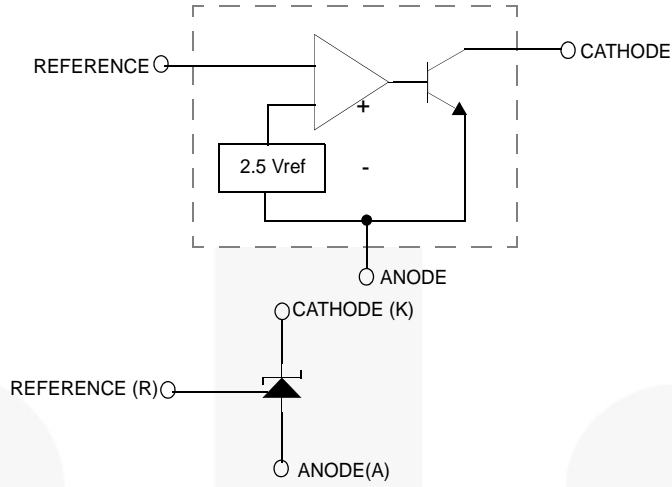 REFERENCE
CATHODE
+
2.5 Vref
-
ANODE
CATHODE (K)
REFERENCE (R)
ANODE(A)